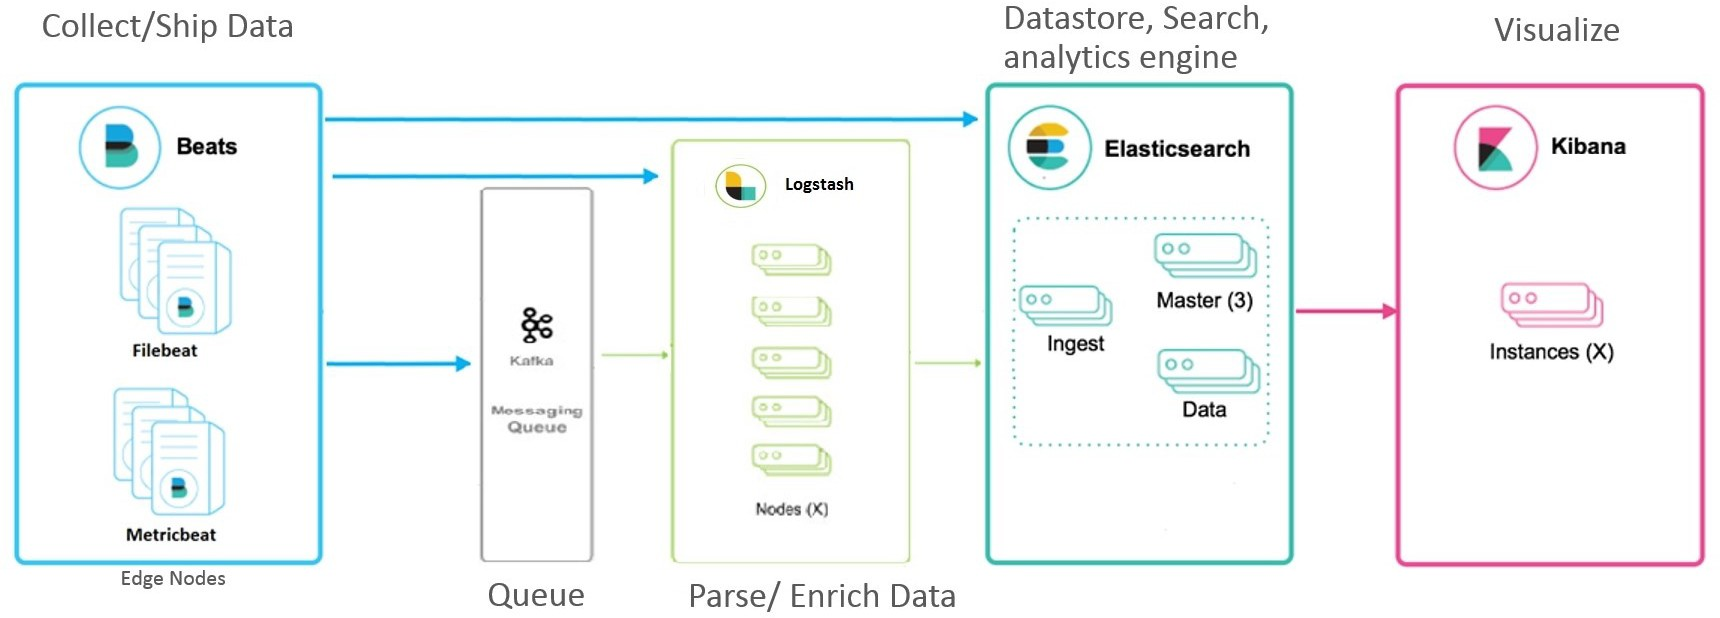 Collect/Ship Data
Datastore, Search,
analytics engine
Visualize
Beats
Filebeat
Metricbeat
Edge Nodes
Kafka
Messaging
Queue
Queue
Logstash
Nodes (X)
Parse/ Enrich Data
Elasticsearch
Ingest
Master (3)
Data
Kibana
Instances (X)